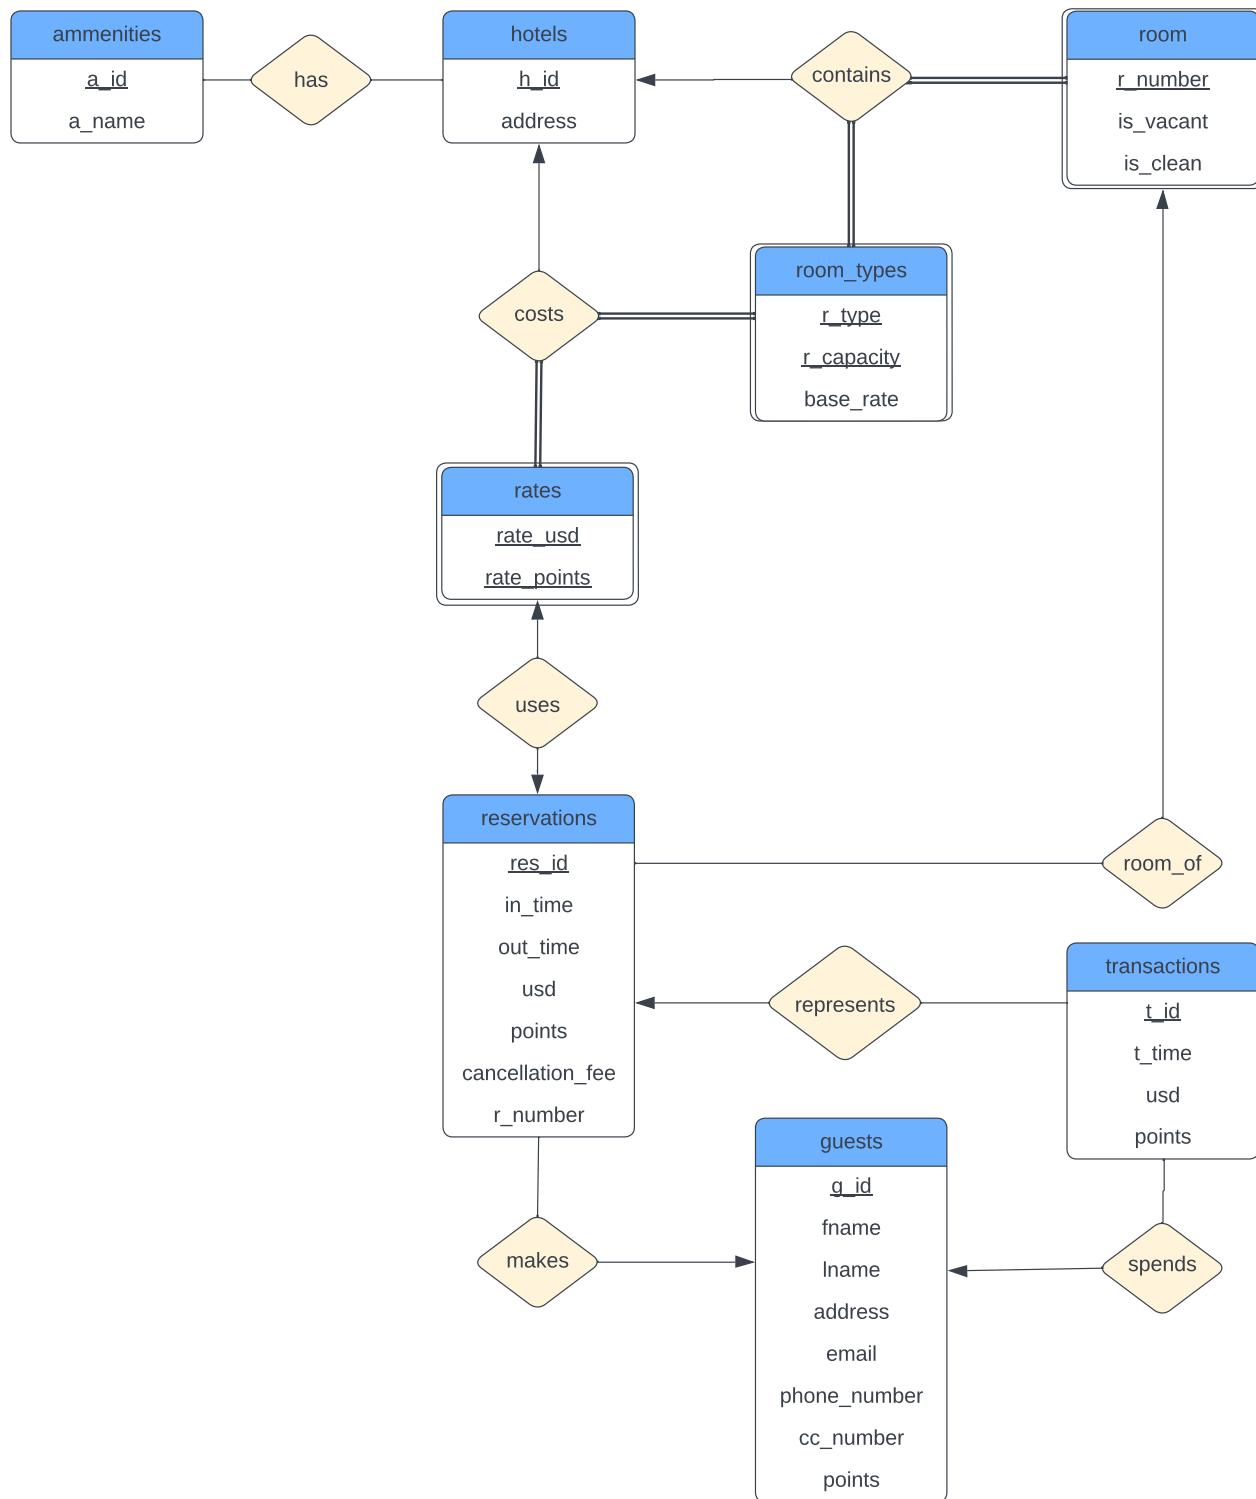 ammenities
a_id
a_name
has
hotels
h_id
address
contains
room
r_number
is_vacant
is_clean
costs
room_types
r_type
r_capacity
base_rate
rates
rate_usd
rate_points
uses
reservations
res_id
in_time
out_time
usd
points
cancellation_fee
r_number
room_of
represents
transactions
t_id
t_time
usd
points
makes
guests
g_id
fname
lname
address
email
phone_number
cc_number
points
spends